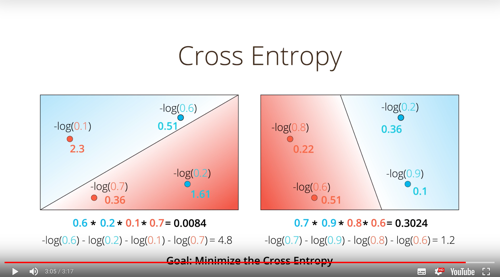 Cross Entropy
-log(0.6)
0.51
-log(0.1)
2.3
-log(0.2)
1.61
-log(0.7)
0.36
-log(0.2)
0.36
-log(0.8)
0.22
-log(0.9)
0.1
-log(0.6)
0.51
0.6 * 0.2 * 0.1 * 0.7 = 0.0084
0.7 * 0.9 * 0.8 * 0.6 = 0.3024
-log(0.6) - log(0.2) - log(0.1) - log(0.7) = 4.8
-log(0.7) - log(0.9) - log(0.8) - log(0.6) = 1.2
Goal: Minimize the Cross Entropy
3:05 / 3:17
YouTube